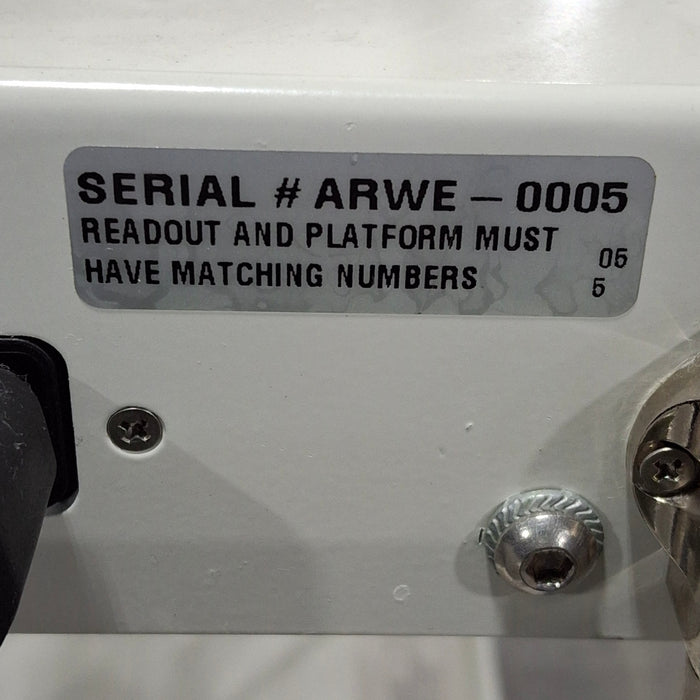 SERIAL # ARWE – 0005
READOUT AND PLATFORM MUST
HAVE MATCHING NUMBERS
05
5